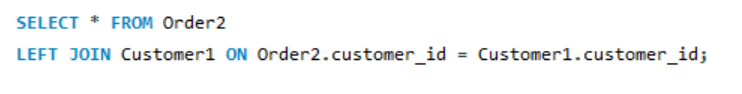 SELECT * FROM Order2
LEFT JOIN Customer1 ON Order2.customer_id = Customer1.customer_id;